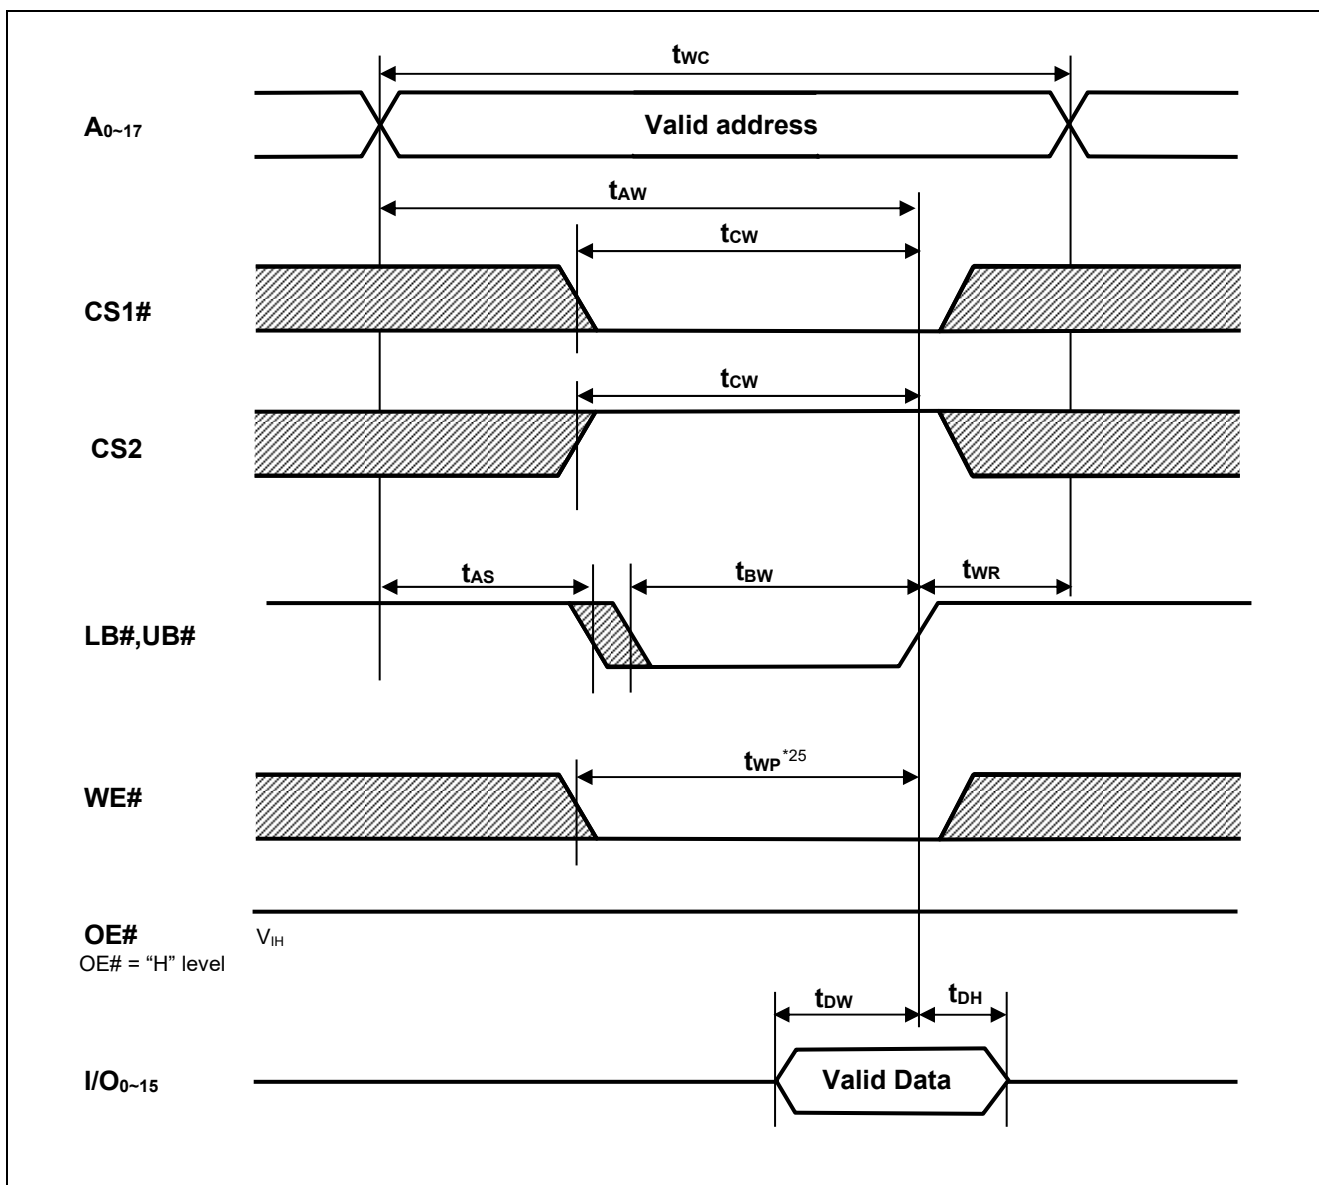 tWC
A0~17
Valid address
tAW
tCW
CS1#
tCW
CS2
tAS
tBW
tWR
LB#,UB#
tWP*25
WE#
OE#
VIH
OE# = “H” level
tDW
tDH
I/O0~15
Valid Data